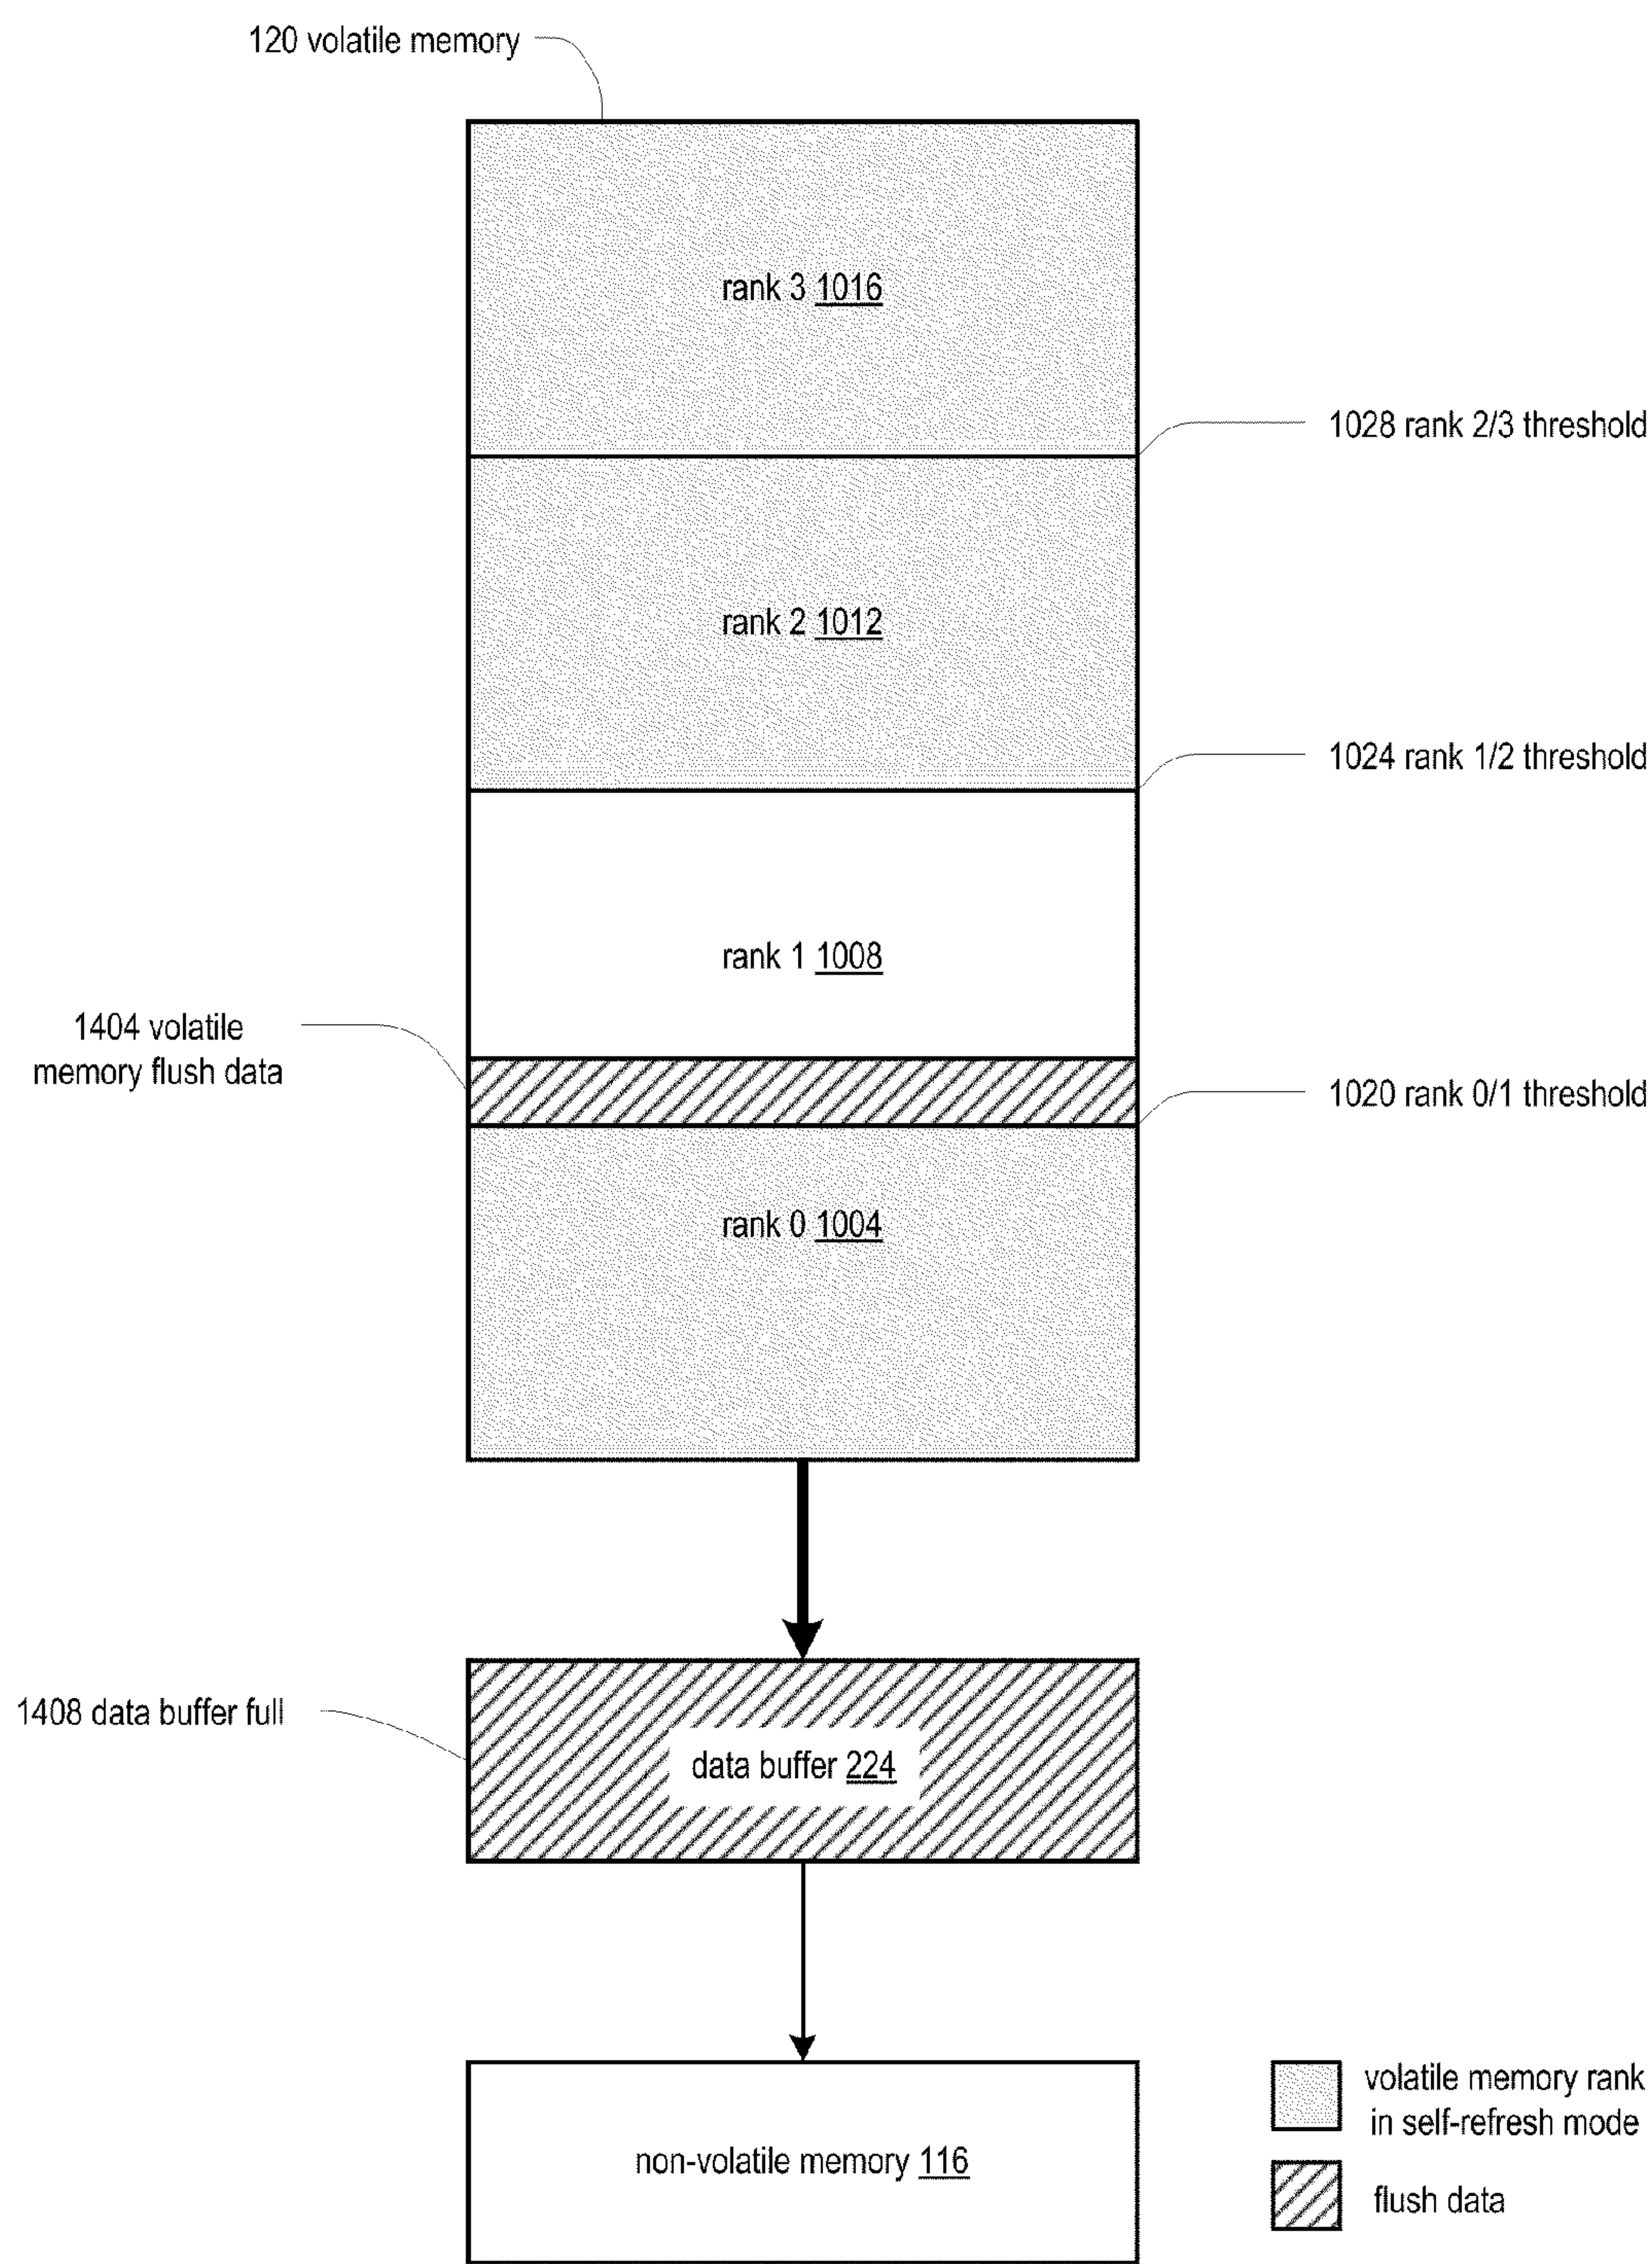 120 volatile memory
rank 3 1016
1028 rank 2/3 threshold
rank 2 1012
1024 rank 1/2 threshold
rank 1 1008
1404 volatile
memory flush data
1020 rank 0/1 threshold
rank 0 1004
1408 data buffer full
data buffer 224
non-volatile memory 116
volatile memory rank
in self-refresh mode
flush data